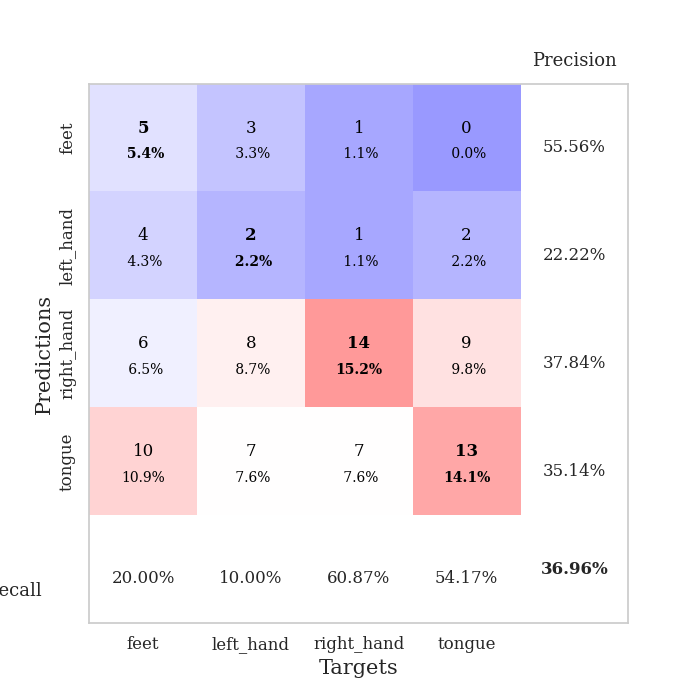 Precision
feet 5 3 1 0
5.4% 3.3% 1.1% 0.0% 55.56%
left_hand 4 2 1 2
4.3% 2.2% 1.1% 2.2% 22.22%
Predictions
right_hand 6 8 14 9
6.5% 8.7% 15.2% 9.8% 37.84%
tongue 10 7 7 13
10.9% 7.6% 7.6% 14.1% 35.14%
ecall 20.00% 10.00% 60.87% 54.17% 36.96%
feet left_hand right_hand tongue
Targets